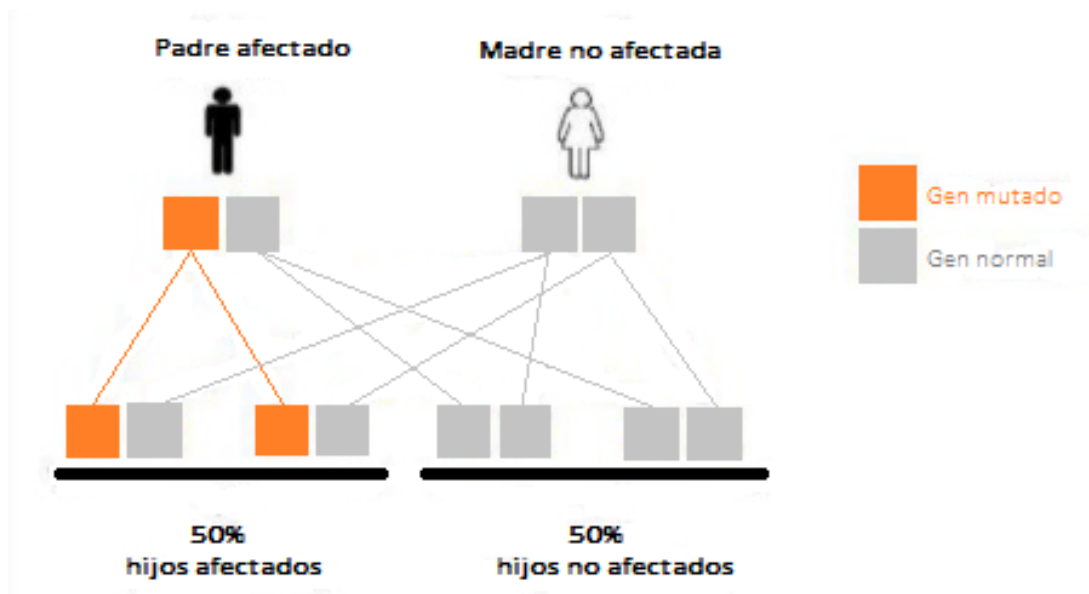 Padre afectado
Madre no afectada
Gen mutado
Gen normal
50%
hijos afectados
50%
hijos no afectados